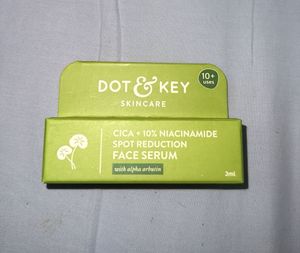 DOT & KEY
SKINCARE
10+
uses
CICA + 10% NIACINAMIDE
SPOT REDUCTION
FACE SERUM
with alpha arbutin
3ml